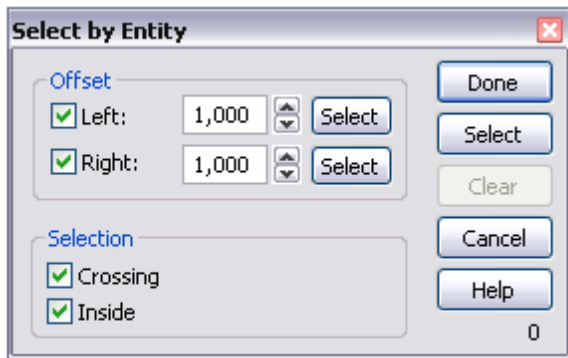 Select by Entity
Offset
Left: 1,000 Select
Right: 1,000 Select
Selection
Crossing
Inside
Done
Select
Clear
Cancel
Help
0